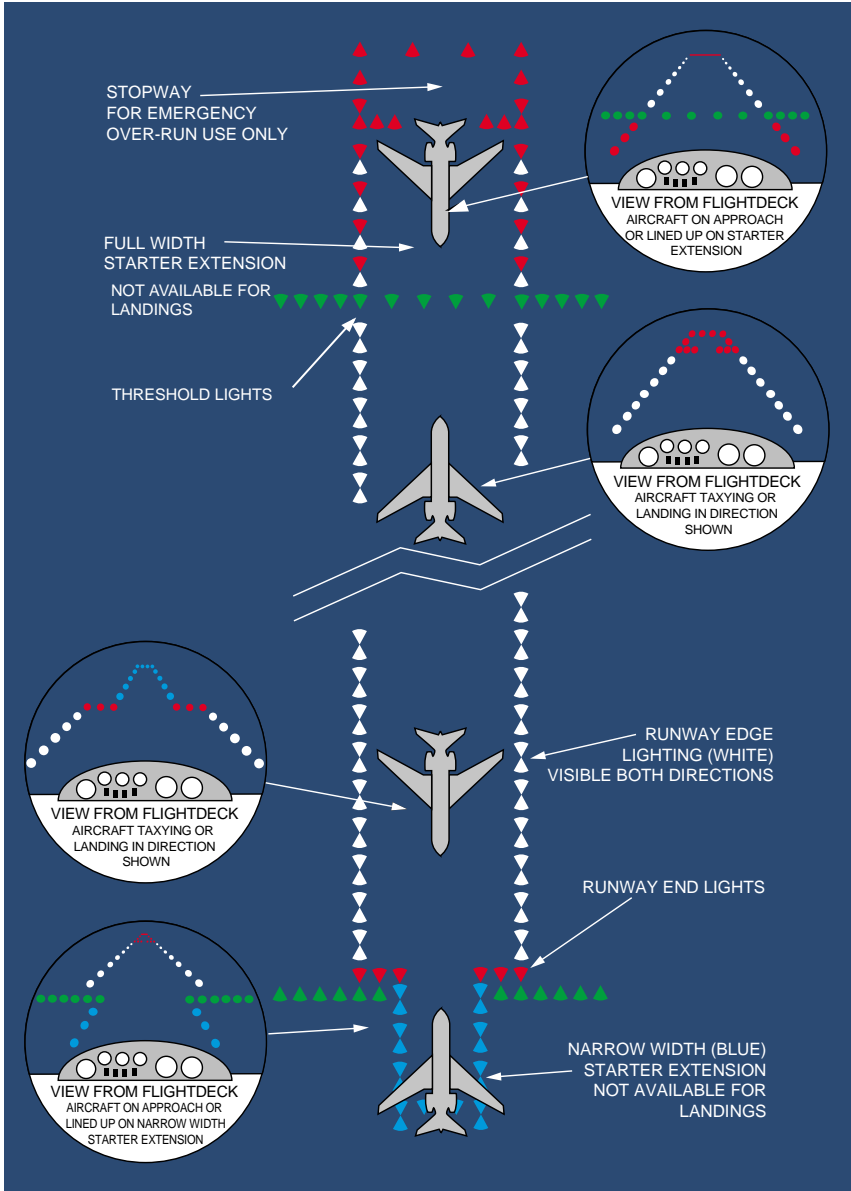 STOPWAY
FOR EMERGENCY
OVER-RUN USE ONLY
VIEW FROM FLIGHTDECK
AIRCRAFT ON APPROACH
OR LINED UP ON STARTER
EXTENSION
FULL WIDTH
STARTER EXTENSION
NOT AVAILABLE FOR
LANDINGS
THRESHOLD LIGHTS
VIEW FROM FLIGHTDECK
AIRCRAFT TAXYING OR
LANDING IN DIRECTION
SHOWN
VIEW FROM FLIGHTDECK
AIRCRAFT TAXYING OR
LANDING IN DIRECTION
SHOWN
RUNWAY EDGE
LIGHTING (WHITE)
VISIBLE BOTH DIRECTIONS
RUNWAY END LIGHTS
VIEW FROM FLIGHTDECK
AIRCRAFT ON APPROACH OR
LINED UP ON NARROW WIDTH
STARTER EXTENSION
NARROW WIDTH (BLUE)
STARTER EXTENSION
NOT AVAILABLE FOR
LANDINGS